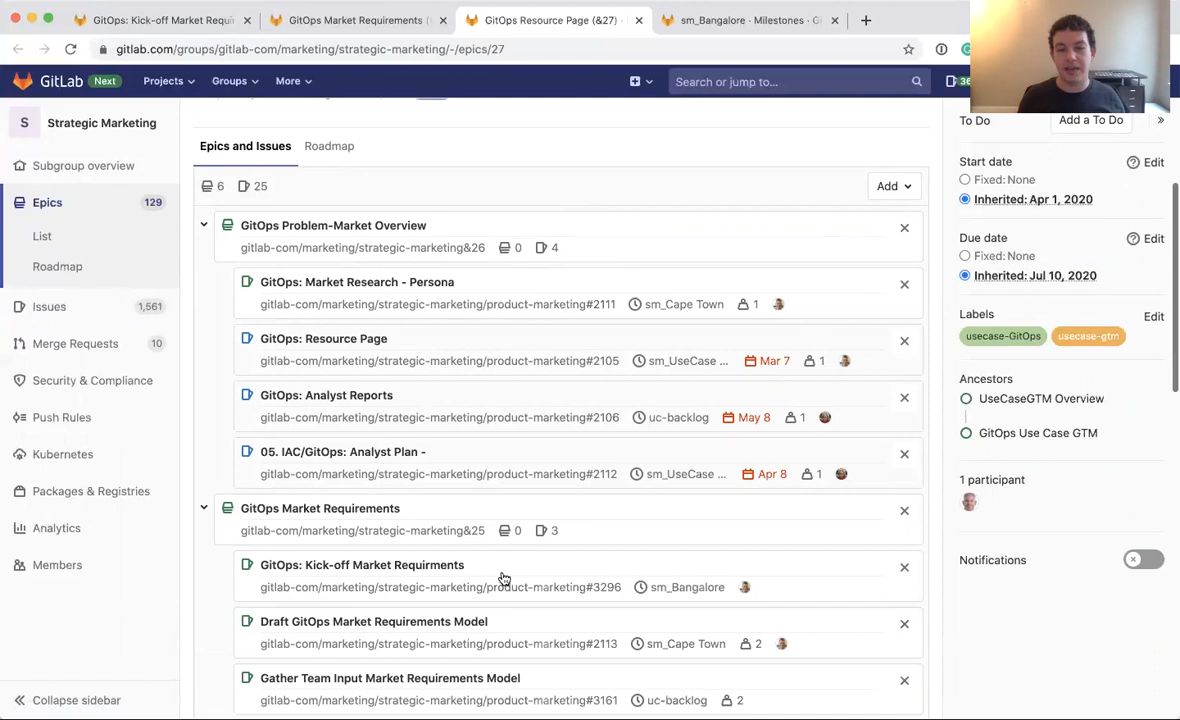 GitOps: Kick-off Market Requir
GitOps Market Requirements (
GitOps Resource Page (&27) ·
sm_Bangalore · Milestones · Gi
gitlab.com/groups/gitlab-com/marketing/strategic-marketing/-/epics/27
GitLab Next Projects Groups More Search or jump to... 36
S Strategic Marketing
Subgroup overview
Epics 129
List
Roadmap
Issues 1,561
Merge Requests 10
Security & Compliance
Push Rules
Kubernetes
Packages & Registries
Analytics
Members
Collapse sidebar
Epics and Issues Roadmap
6 25 Add
GitOps Problem-Market Overview
gitlab-com/marketing/strategic-marketing&26 0 4
GitOps: Market Research - Persona
gitlab-com/marketing/strategic-marketing/product-marketing#2111 sm_Cape Town 1
GitOps: Resource Page
gitlab-com/marketing/strategic-marketing/product-marketing#2105 sm_UseCase ... Mar 7 1
GitOps: Analyst Reports
gitlab-com/marketing/strategic-marketing/product-marketing#2106 uc-backlog May 8 1
05. IAC/GitOps: Analyst Plan -
gitlab-com/marketing/strategic-marketing/product-marketing#2112 sm_UseCase ... Apr 8 1
GitOps Market Requirements
gitlab-com/marketing/strategic-marketing&25 0 3
GitOps: Kick-off Market Requirments
gitlab-com/marketing/strategic-marketing/product-marketing#3296 sm_Bangalore
Draft GitOps Market Requirements Model
gitlab-com/marketing/strategic-marketing/product-marketing#2113 sm_Cape Town 2
Gather Team Input Market Requirements Model
gitlab-com/marketing/strategic-marketing/product-marketing#3161 uc-backlog 2
To Do Add a To Do
Start date Edit
Fixed: None
Inherited: Apr 1, 2020
Due date Edit
Fixed: None
Inherited: Jul 10, 2020
Labels Edit
usecase-GitOps usecase-gtm
Ancestors
UseCaseGTM Overview
GitOps Use Case GTM
1 participant
Notifications